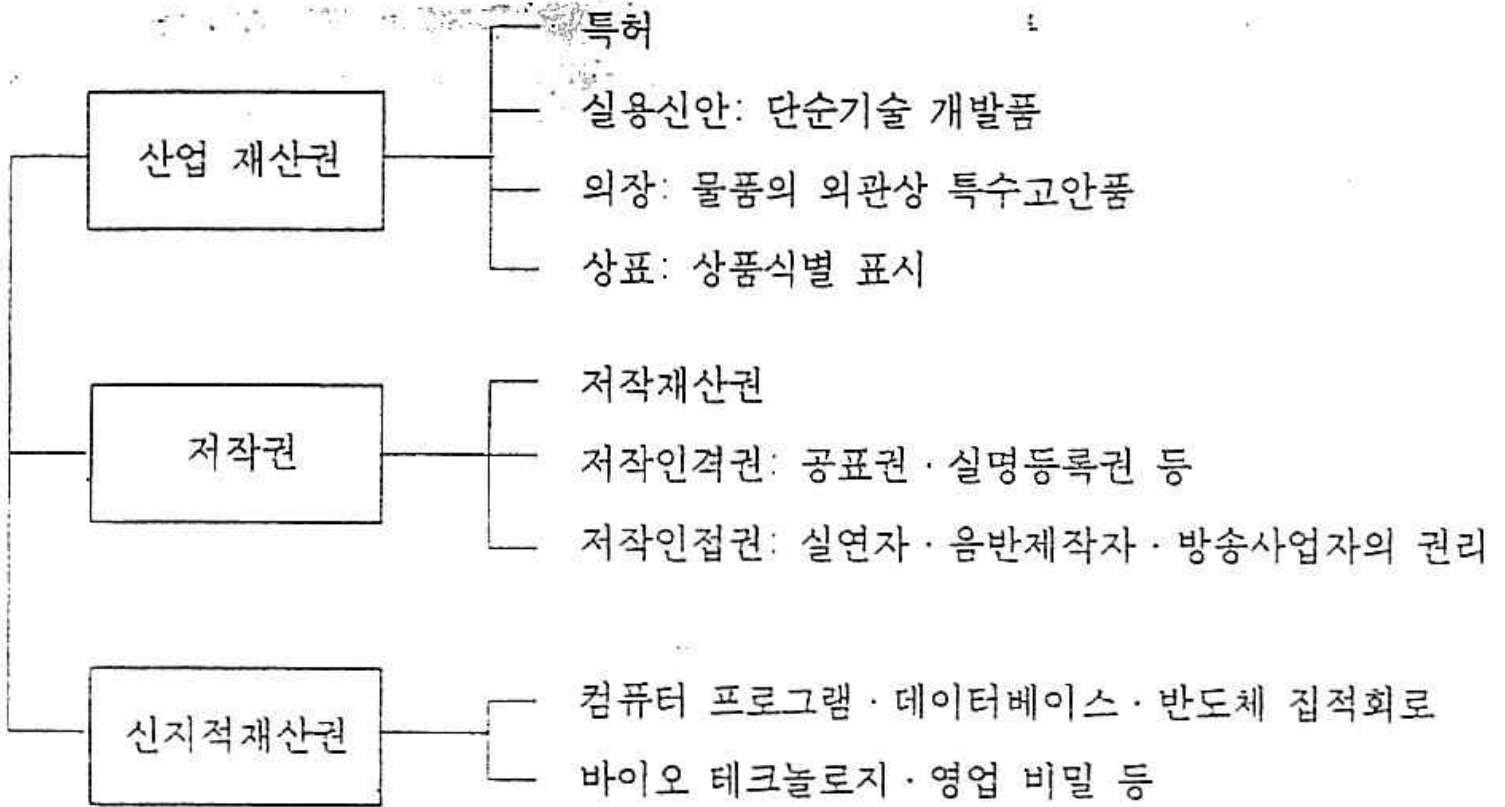 특허
산업 재산권
실용신안: 단순기술 개발품
의장: 물품의 외관상 특수고안품
상표: 상품식별 표시
저작재산권
저작권
저작인격권: 공표권 · 실명등록권 등
저작인접권: 실연자 · 음반제작자 · 방송사업자의 권리
신지적재산권
컴퓨터 프로그램 · 데이터베이스 · 반도체 집적회로
바이오 테크놀로지 · 영업 비밀 등